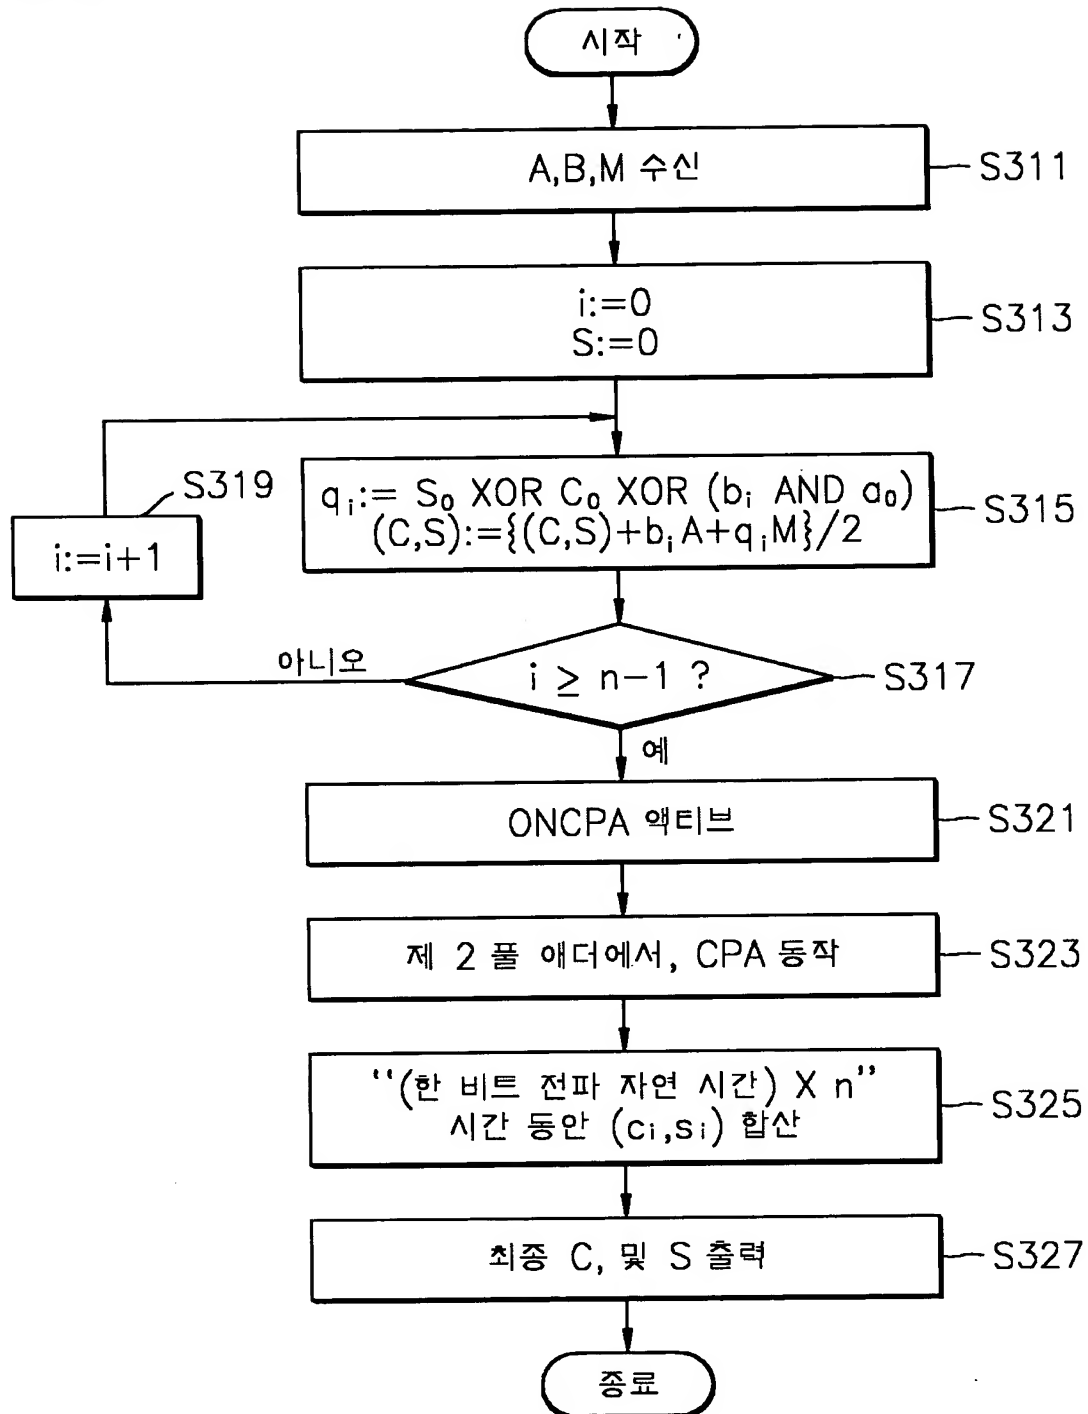 시작
A,B,M 수신
S311
i:=0
S:=0
S313
S319
i:=i+1
qᵢ:= S₀ XOR C₀ XOR (bᵢ AND a₀)
(C,S):={(C,S)+bᵢA+qᵢM}/2
S315
아니오
i ≥ n-1 ?
S317
예
ONCPA 액티브
S321
제 2 풀 애더에서, CPA 동작
S323
“(한 비트 전파 자연 시간) X n”
시간 동안 (cᵢ,sᵢ) 합산
S325
최종 C, 및 S 출력
S327
종료